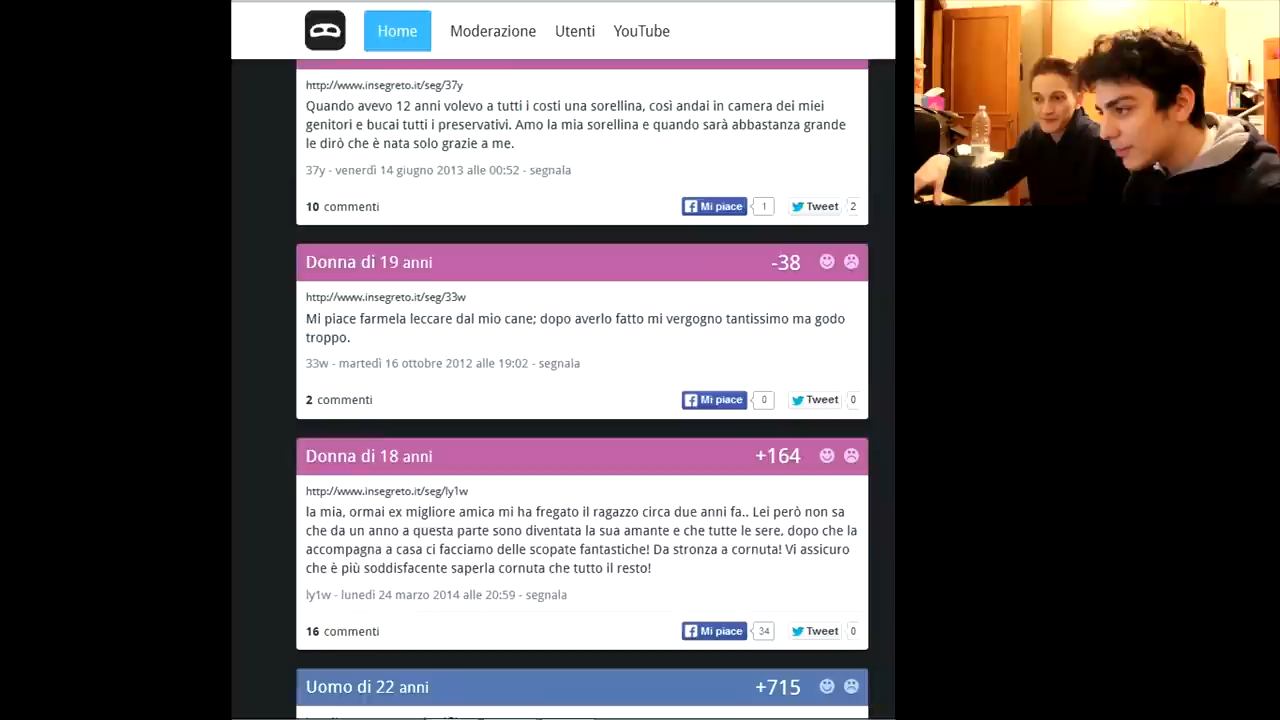 Home Moderazione Utenti YouTube
http://www.insegreto.it/seg/37y
Quando avevo 12 anni volevo a tutti i costi una sorellina, così andai in camera dei miei
genitori e bucai tutti i preservativi. Amo la mia sorellina e quando sarà abbastanza grande
le dirò che è nata solo grazie a me.
37y - venerdì 14 giugno 2013 alle 00:52 - segnala
10 commenti Mi piace 1 Tweet 2
Donna di 19 anni -38
http://www.insegreto.it/seg/33w
Mi piace farmela leccare dal mio cane; dopo averlo fatto mi vergogno tantissimo ma godo
troppo.
33w - martedì 16 ottobre 2012 alle 19:02 - segnala
2 commenti Mi piace 0 Tweet 0
Donna di 18 anni +164
http://www.insegreto.it/seg/ly1w
la mia, ormai ex migliore amica mi ha fregato il ragazzo circa due anni fa.. Lei però non sa
che da un anno a questa parte sono diventata la sua amante e che tutte le sere, dopo che la
accompagna a casa ci facciamo delle scopate fantastiche! Da stronza a cornuta! Vi assicuro
che è più soddisfacente saperla cornuta che tutto il resto!
ly1w - lunedì 24 marzo 2014 alle 20:59 - segnala
16 commenti Mi piace 34 Tweet 0
Uomo di 22 anni +715